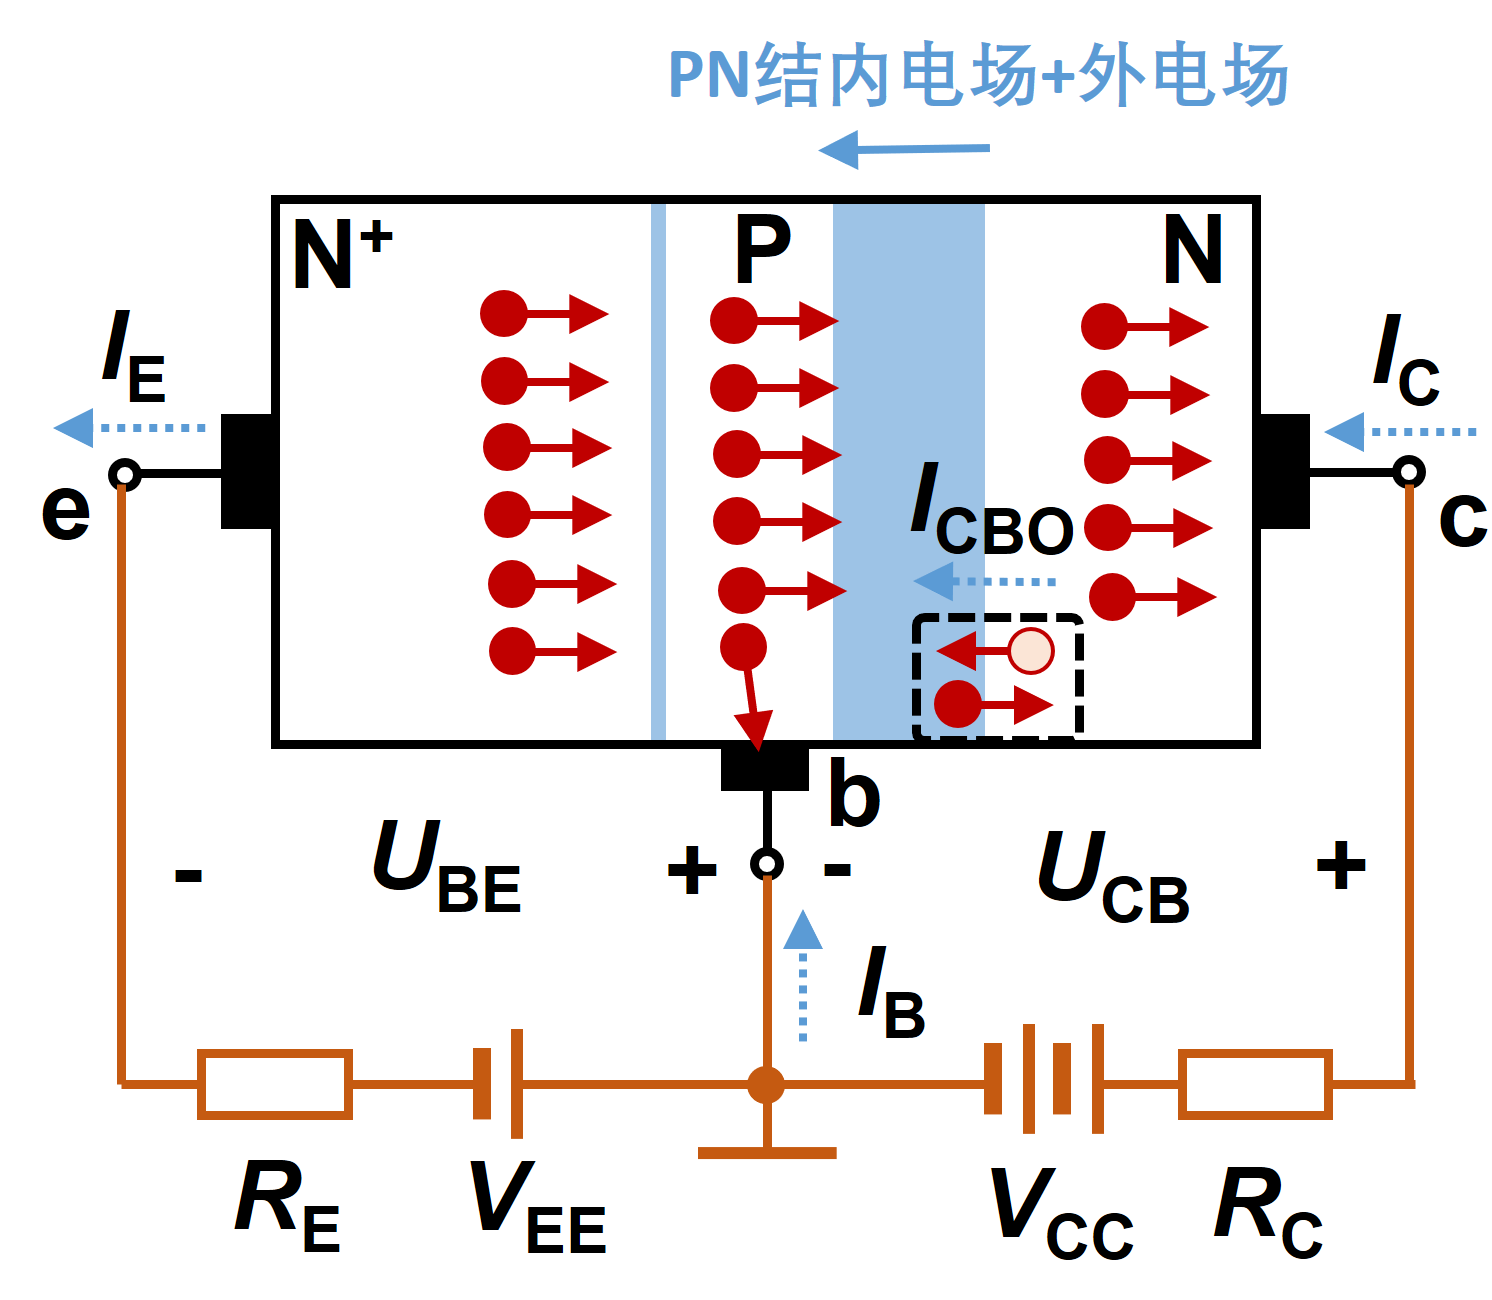 PN结内电场+外电场
N+ P N
IE
IC
ICBO
e
c
b
- UBE + - UCB +
IB
RE VEE VCC RC